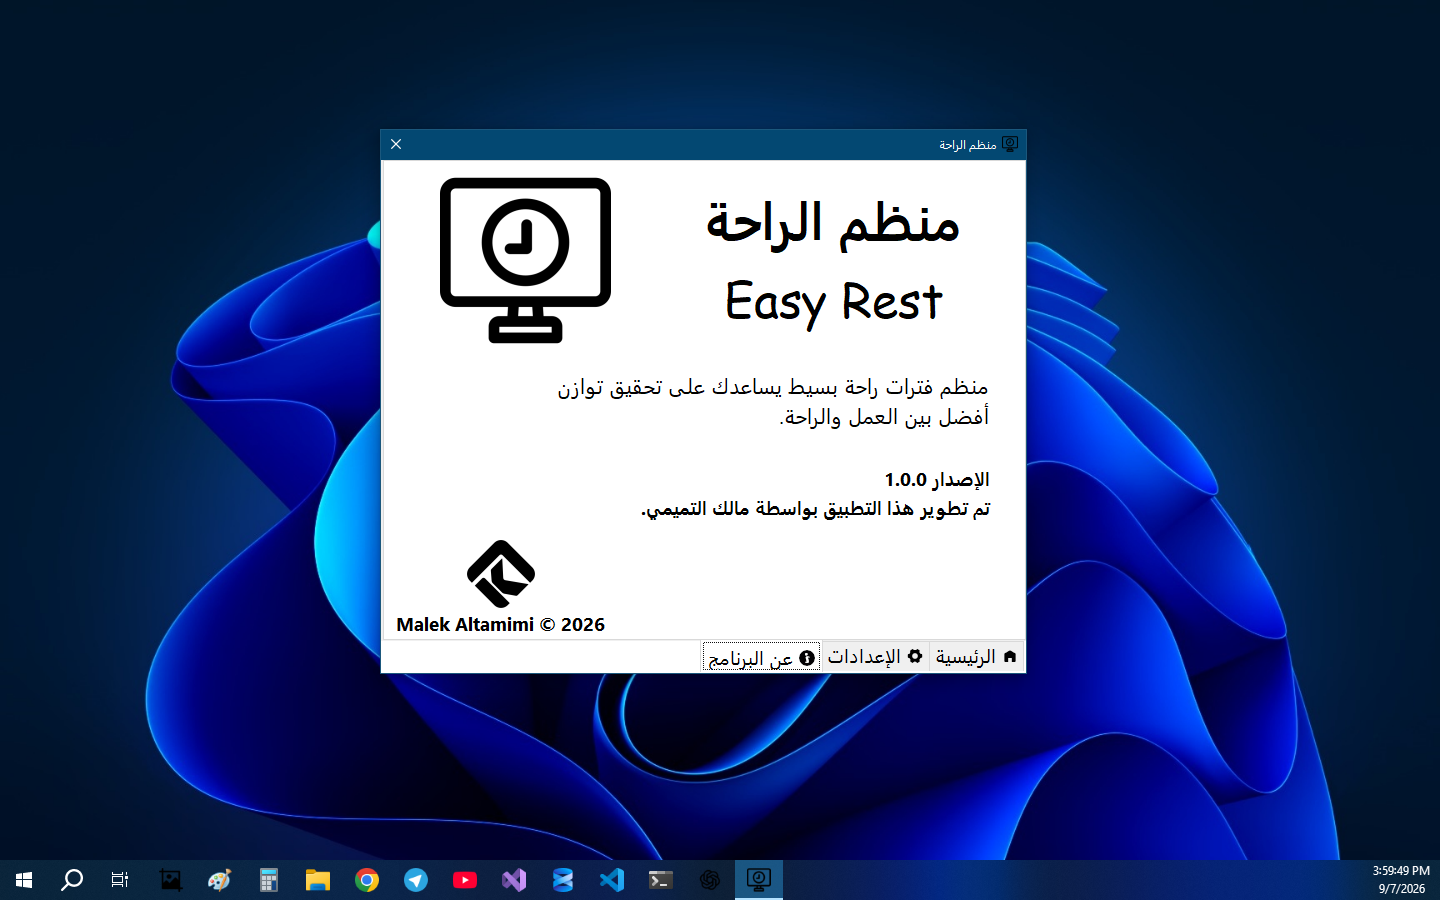 منظم الراحة
منظم الراحة
Easy Rest
منظم فترات راحة بسيط يساعدك على تحقيق توازن
أفضل بين العمل والراحة.
الإصدار 1.0.0
تم تطوير هذا التطبيق بواسطة مالك التميمي.
Malek Altamimi © 2026
الرئيسية
الإعدادات
عن البرنامج
3:59:49 PM
9/7/2026